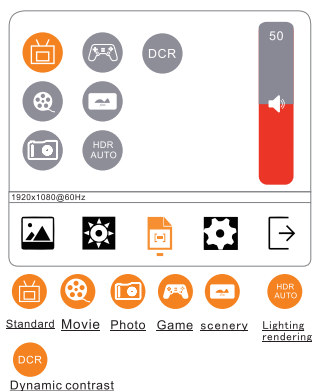 50
DCR
HDR
AUTO
1920x1080@60Hz
HDR
AUTO
Standard Movie Photo Game scenery Lighting
rendering
DCR
Dynamic contrast